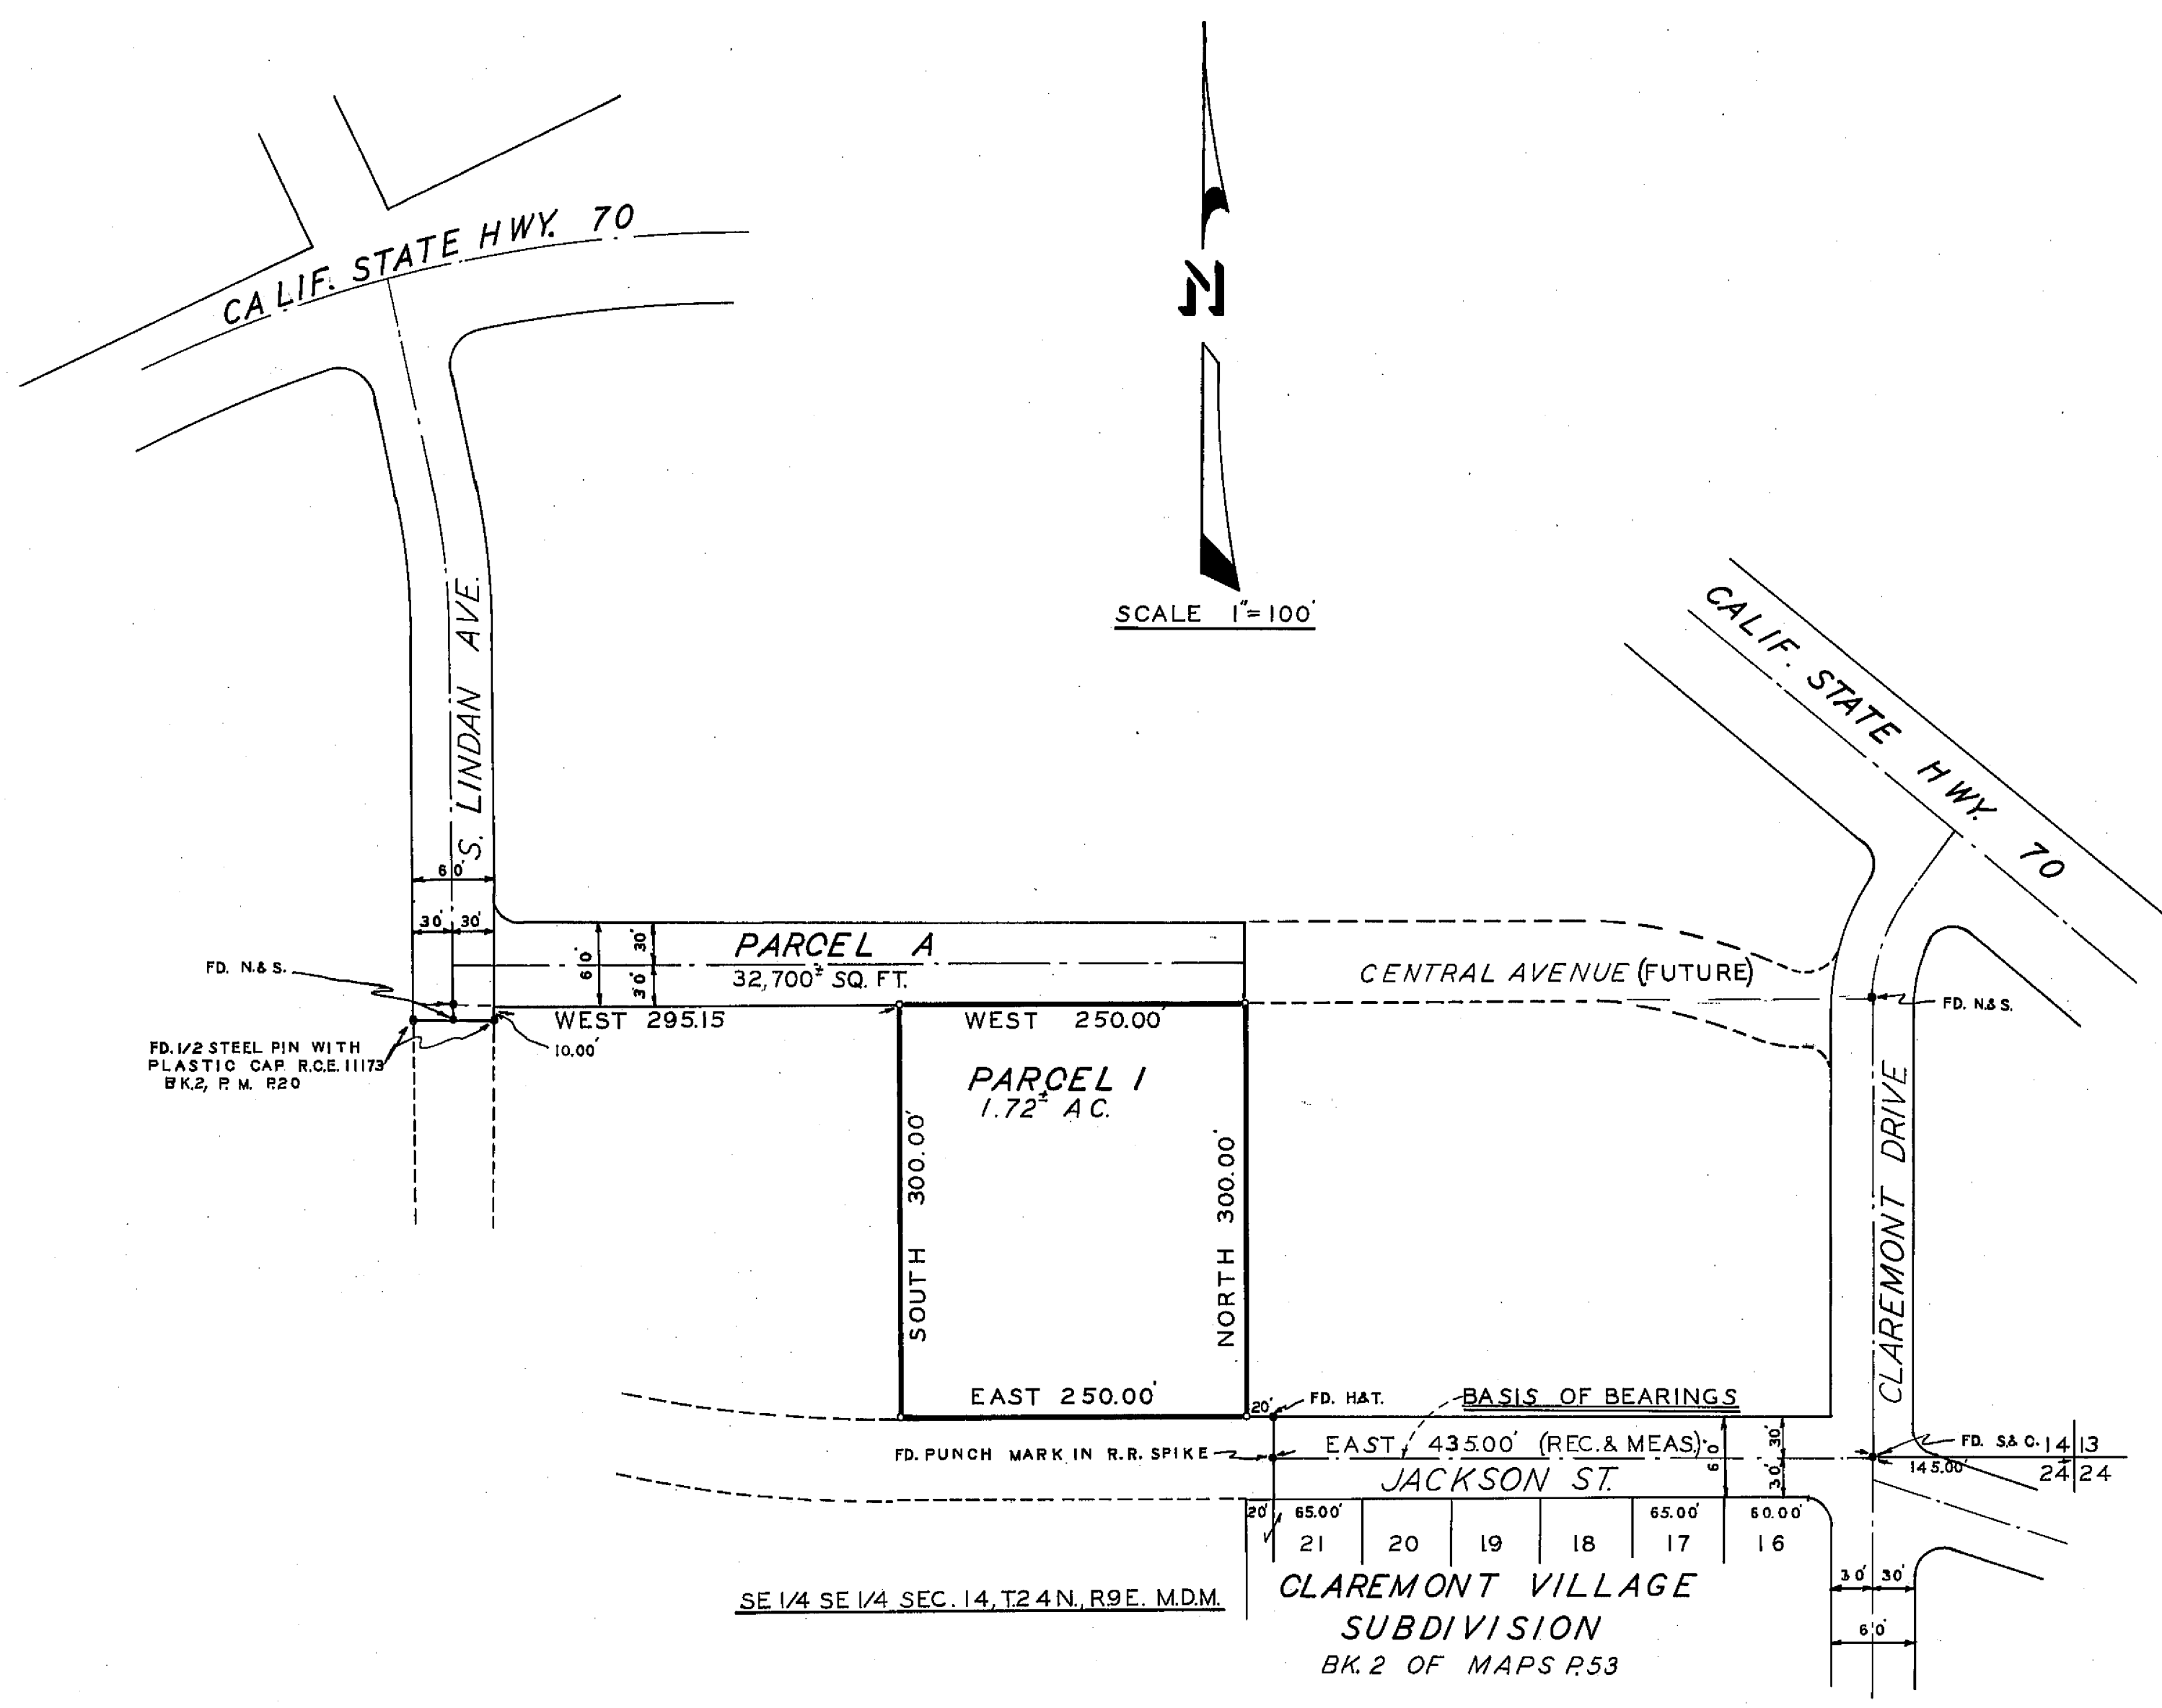 CALIF. STATE HWY. 70
N
SCALE 1"=100'
CALIF. STATE HWY. 70
S. LINDAN AVE.
60'
30' 30'
60'
30'
30'
PARCEL A
32,700± SQ. FT.
CENTRAL AVENUE (FUTURE)
FD. N.& S.
FD. N.& S.
WEST 295.15
WEST 250.00'
10.00'
FD. 1/2 STEEL PIN WITH
PLASTIC CAP R.C.E. 11173
BK.2, P. M. P.20
PARCEL 1
1.72± AC.
SOUTH 300.00'
NORTH 300.00'
CLAREMONT DRIVE
EAST 250.00'
20'
FD. H.&T.
BASIS OF BEARINGS
FD. PUNCH MARK IN R.R. SPIKE
EAST 435.00' (REC.& MEAS.)
60'
30'
30'
FD. S.& C.
14 13
24 24
145.00'
JACKSON ST.
20' 65.00' 65.00' 60.00'
21 20 19 18 17 16
30' 30'
60'
SE 1/4 SE 1/4 SEC. 14, T.24N., R.9E. M.D.M.
CLAREMONT VILLAGE
SUBDIVISION
BK. 2 OF MAPS P.53